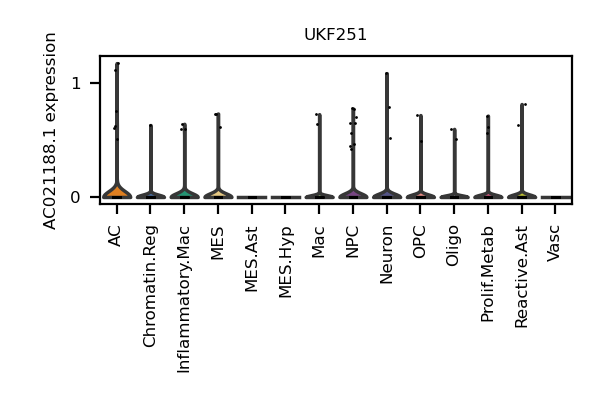 UKF251
AC021188.1 expression
1
0
AC
Chromatin.Reg
Inflammatory.Mac
MES
MES.Ast
MES.Hyp
Mac
NPC
Neuron
OPC
Oligo
Prolif.Metab
Reactive.Ast
Vasc